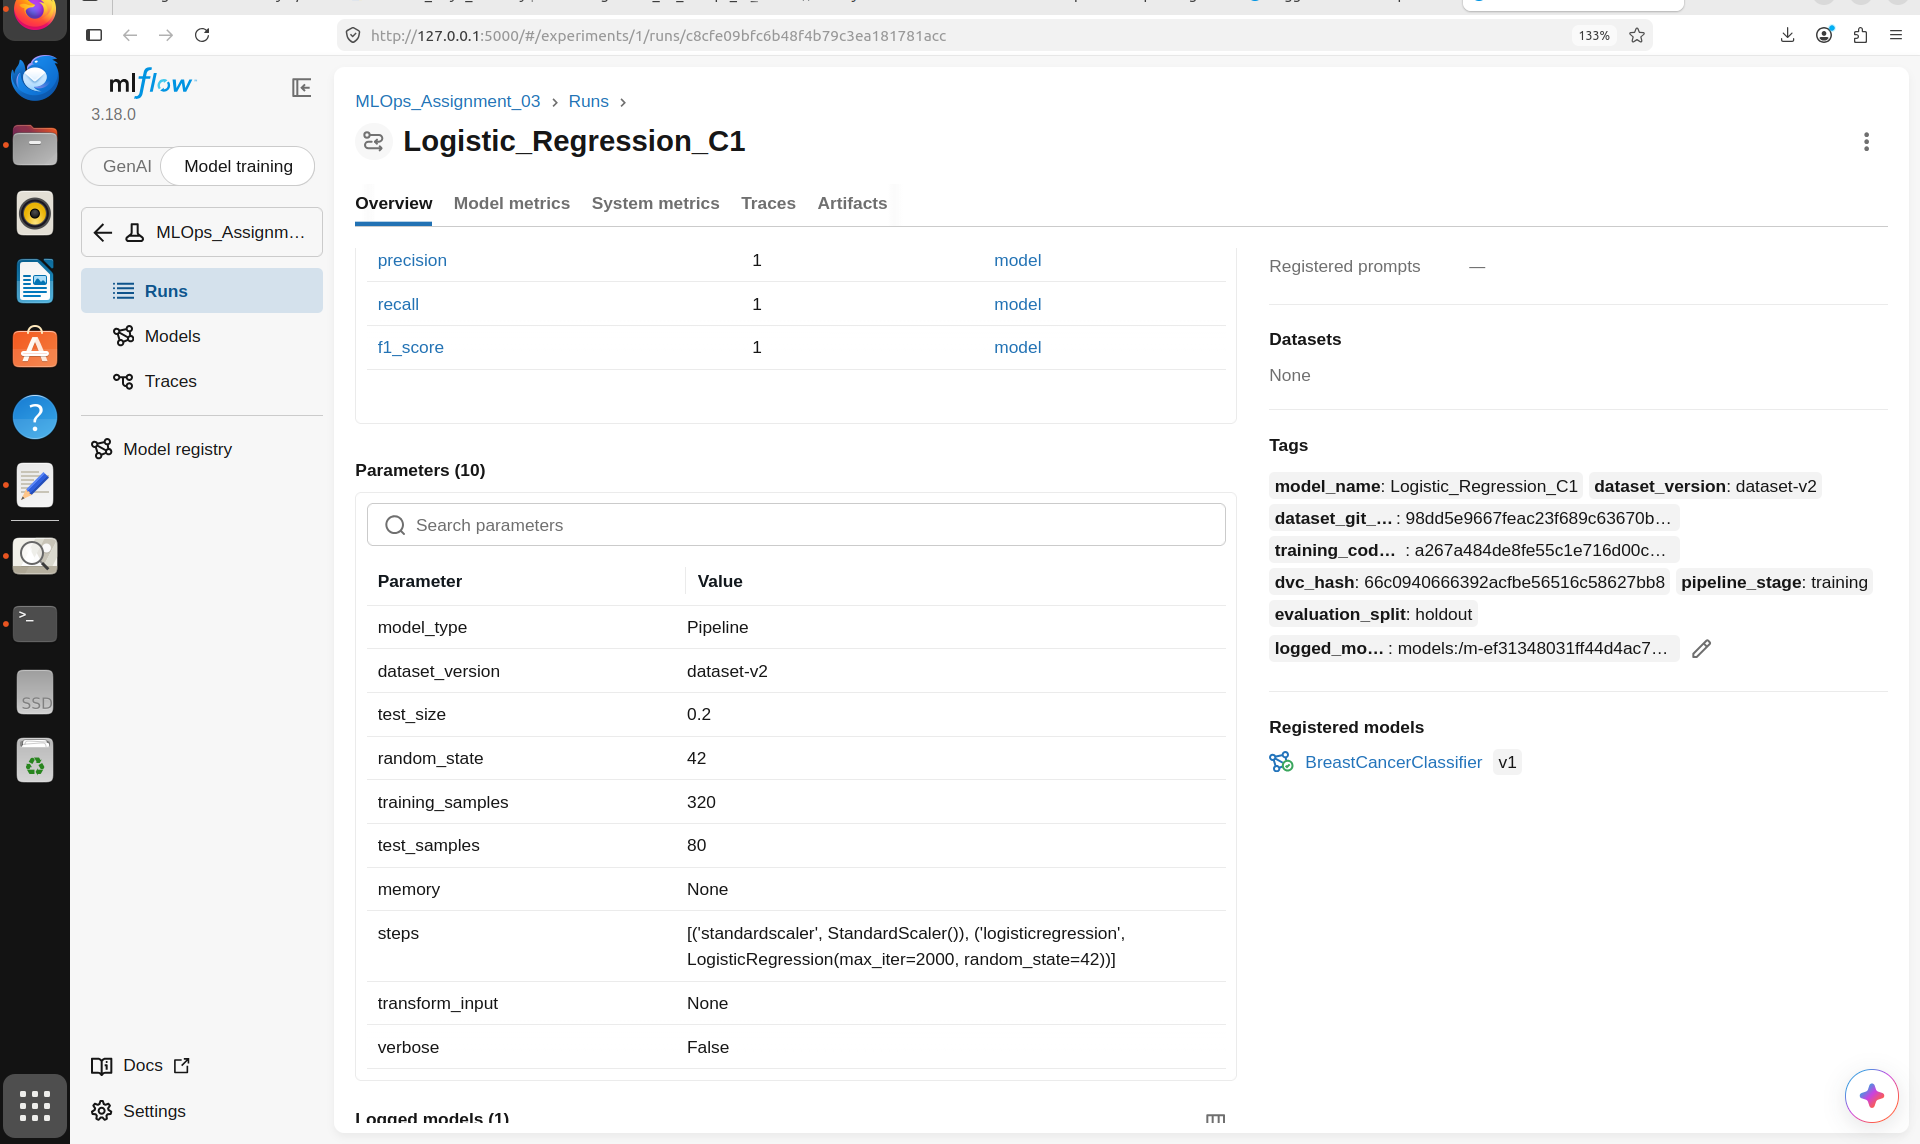 http://127.0.0.1:5000/#/experiments/1/runs/c8cfe09bfc6b48f4b79c3ea181781acc
133%
mlflow
3.18.0
GenAI
Model training
MLOps_Assignm…
Runs
Models
Traces
Model registry
Docs
Settings
MLOps_Assignment_03 › Runs ›
Logistic_Regression_C1
Overview Model metrics System metrics Traces Artifacts
precision 1 model
recall 1 model
f1_score 1 model
Parameters (10)
Search parameters
Parameter Value
model_type Pipeline
dataset_version dataset-v2
test_size 0.2
random_state 42
training_samples 320
test_samples 80
memory None
steps [('standardscaler', StandardScaler()), ('logisticregression',
LogisticRegression(max_iter=2000, random_state=42))]
transform_input None
verbose False
Logged models (1)
Registered prompts —
Datasets
None
Tags
model_name: Logistic_Regression_C1 dataset_version: dataset-v2
dataset_git_… : 98dd5e9667feac23f689c63670b…
training_cod… : a267a484de8fe55c1e716d00c…
dvc_hash: 66c0940666392acfbe56516c58627bb8 pipeline_stage: training
evaluation_split: holdout
logged_mo… : models:/m-ef31348031ff44d4ac7…
Registered models
BreastCancerClassifier v1
SSD